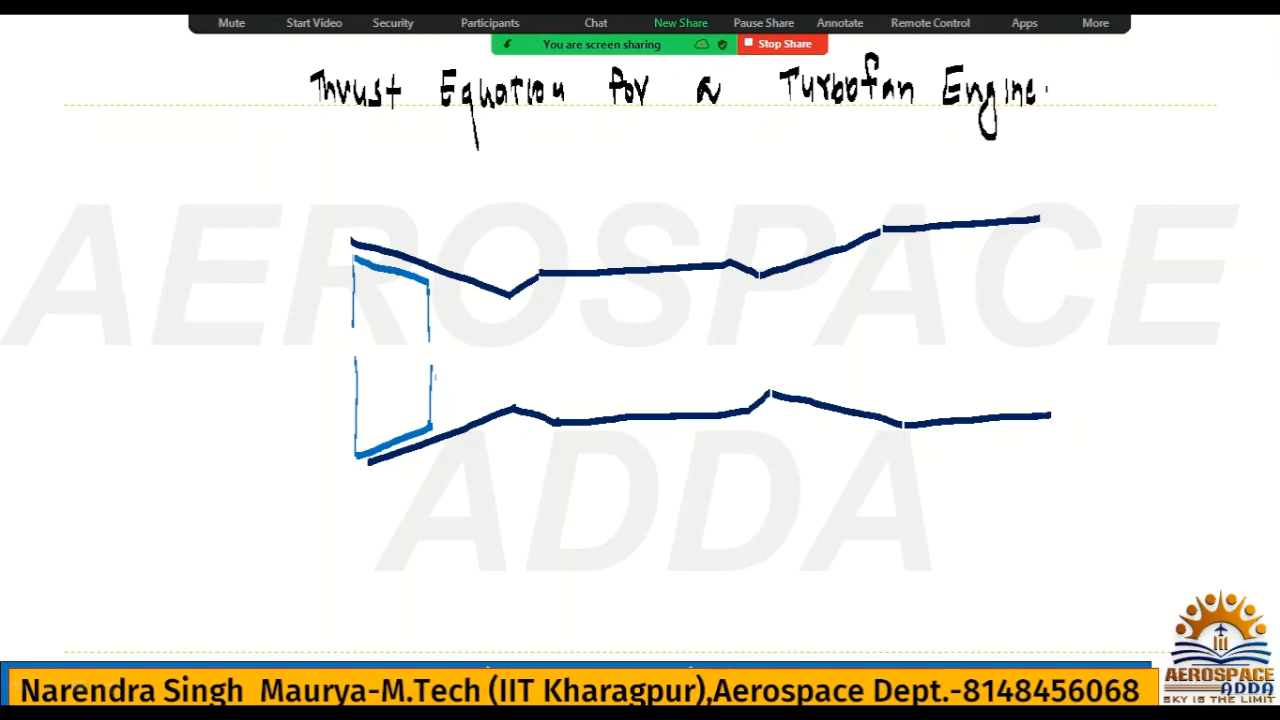 Mute Start Video Security Participants Chat New Share Pause Share Annotate Remote Control Apps More
You are screen sharing Stop Share
Thrust Equation for a Turbofan Engine.
AEROSPACE
ADDA
Narendra Singh Maurya-M.Tech (IIT Kharagpur),Aerospace Dept.-8148456068
AEROSPACE
ADDA
SKY IS THE LIMIT